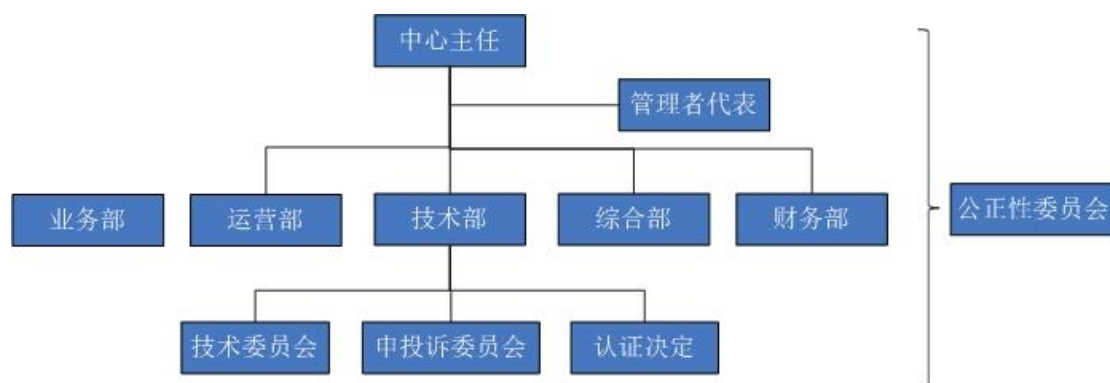 中心主任
管理者代表
业务部
运营部
技术部
综合部
财务部
公正性委员会
技术委员会
申投诉委员会
认证决定